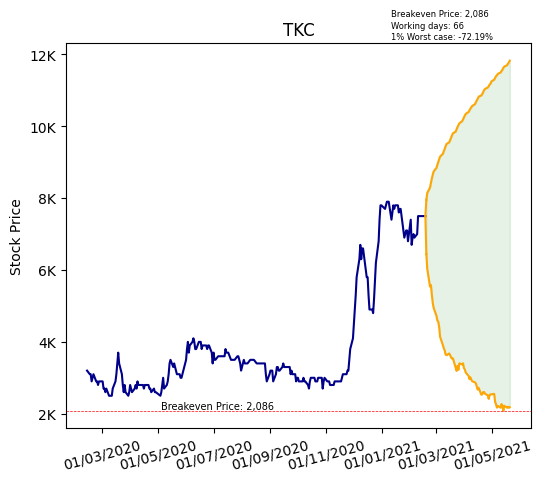 Breakeven Price: 2,086
Working days: 66
1% Worst case: -72.19%
TKC
12K
10K
8K
6K
4K
2K
Stock Price
Breakeven Price: 2,086
01/03/2020
01/05/2020
01/07/2020
01/09/2020
01/11/2020
01/01/2021
01/03/2021
01/05/2021